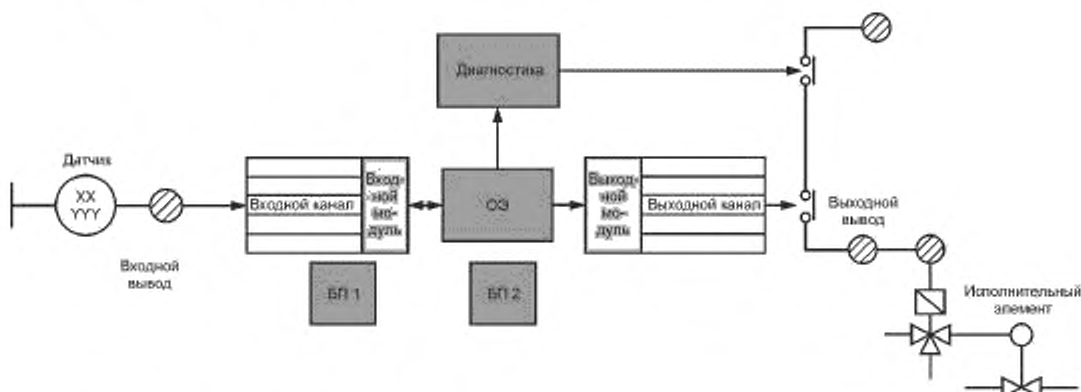 Диагностика
Датчик
XX
YYY
Входной канал
Вход-
ной
мо-
дуль
ОЭ
Выход-
ной
мо-
дуль
Выходной канал
Выходной
вывод
Входной
вывод
БП 1
БП 2
Исполнительный
элемент